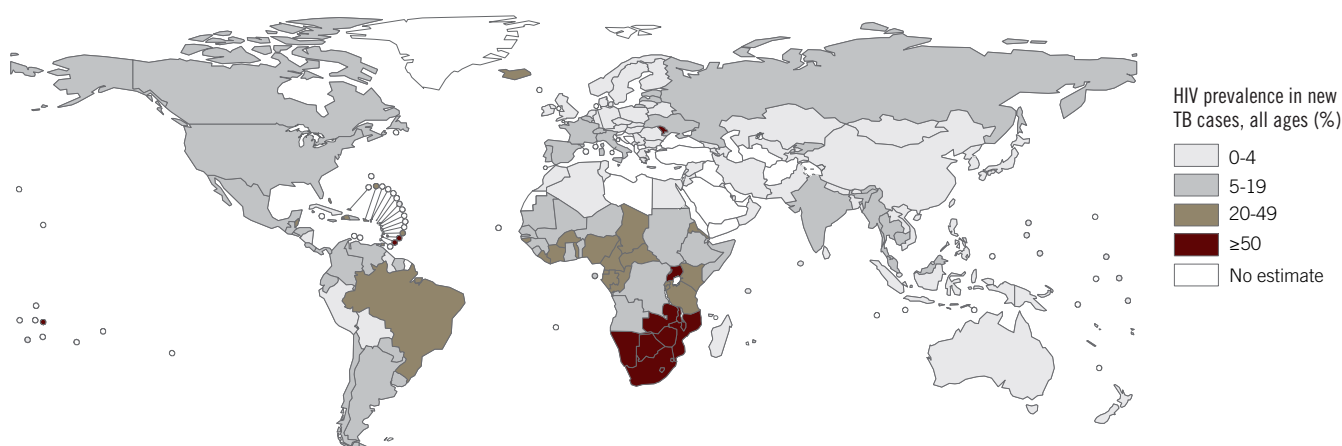 HIV prevalence in new
TB cases, all ages (%)
0-4
5-19
20-49
≥50
No estimate